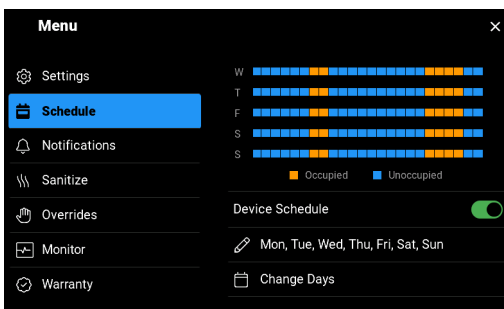 Menu
×
Settings
Schedule
Notifications
Sanitize
Overrides
Monitor
Warranty
W
T
F
S
S
Occupied Unoccupied
Device Schedule
Mon, Tue, Wed, Thu, Fri, Sat, Sun
Change Days